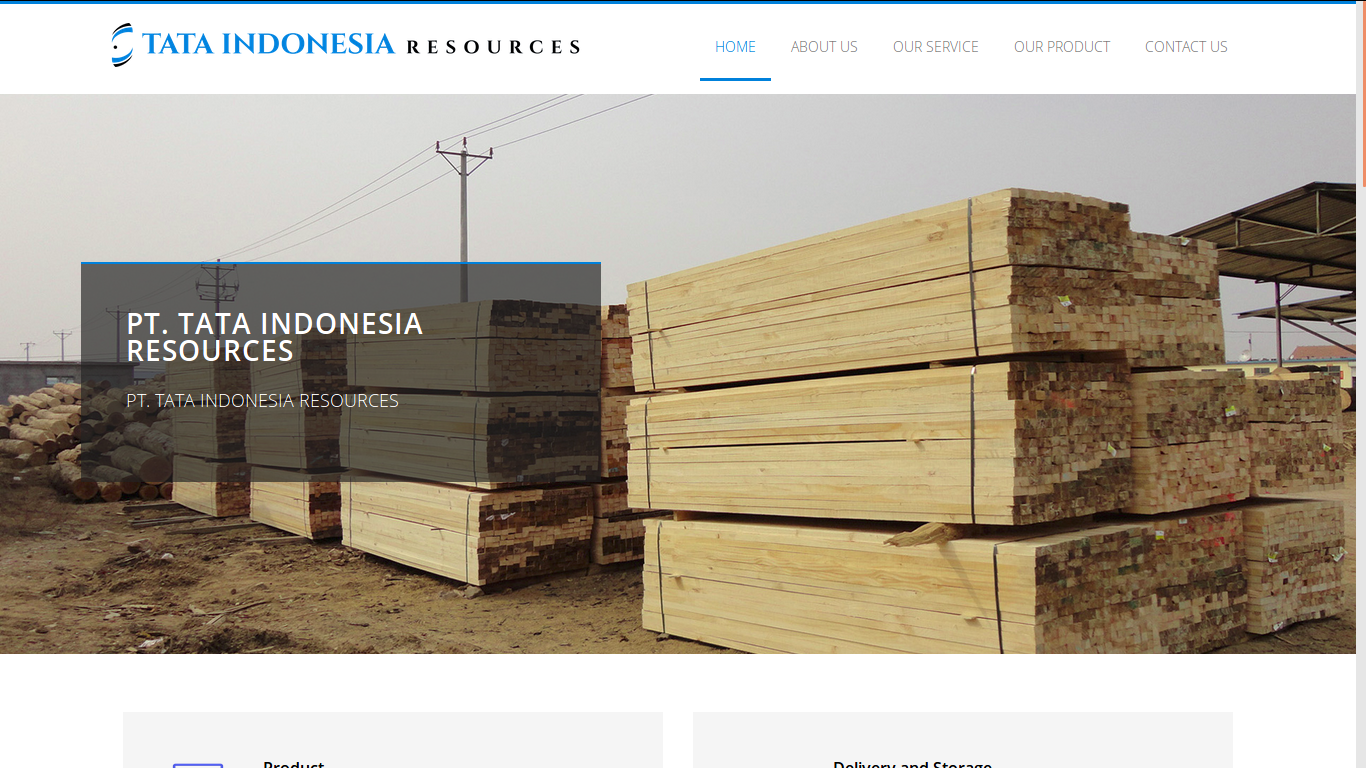 TATA INDONESIA RESOURCES
HOME
ABOUT US
OUR SERVICE
OUR PRODUCT
CONTACT US
PT. TATA INDONESIA
RESOURCES
PT. TATA INDONESIA RESOURCES
Product
Delivery and Storage